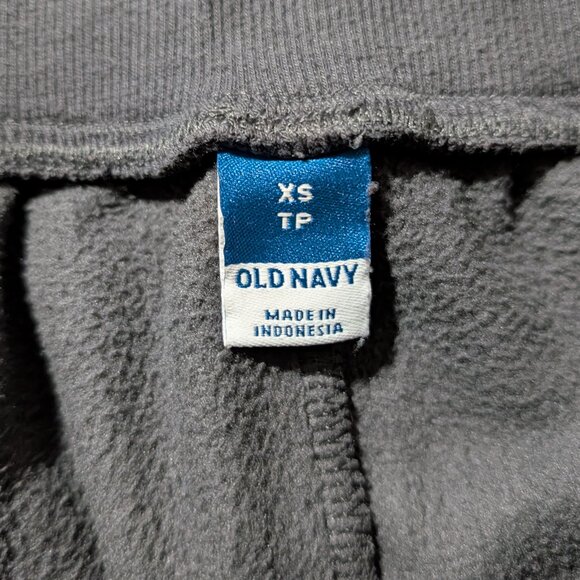 XS
TP
OLD NAVY
MADE IN
INDONESIA